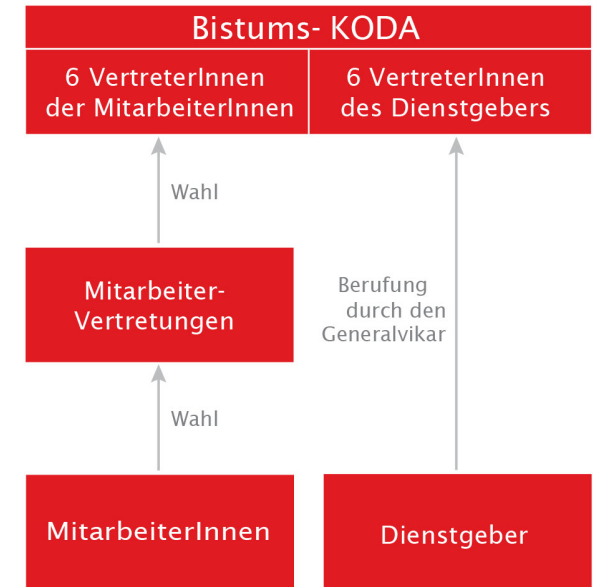 Bistums- KODA
6 VertreterInnen
der MitarbeiterInnen
6 VertreterInnen
des Dienstgebers
Wahl
Mitarbeiter-
Vertretungen
Berufung
durch den
Generalvikar
Wahl
MitarbeiterInnen
Dienstgeber